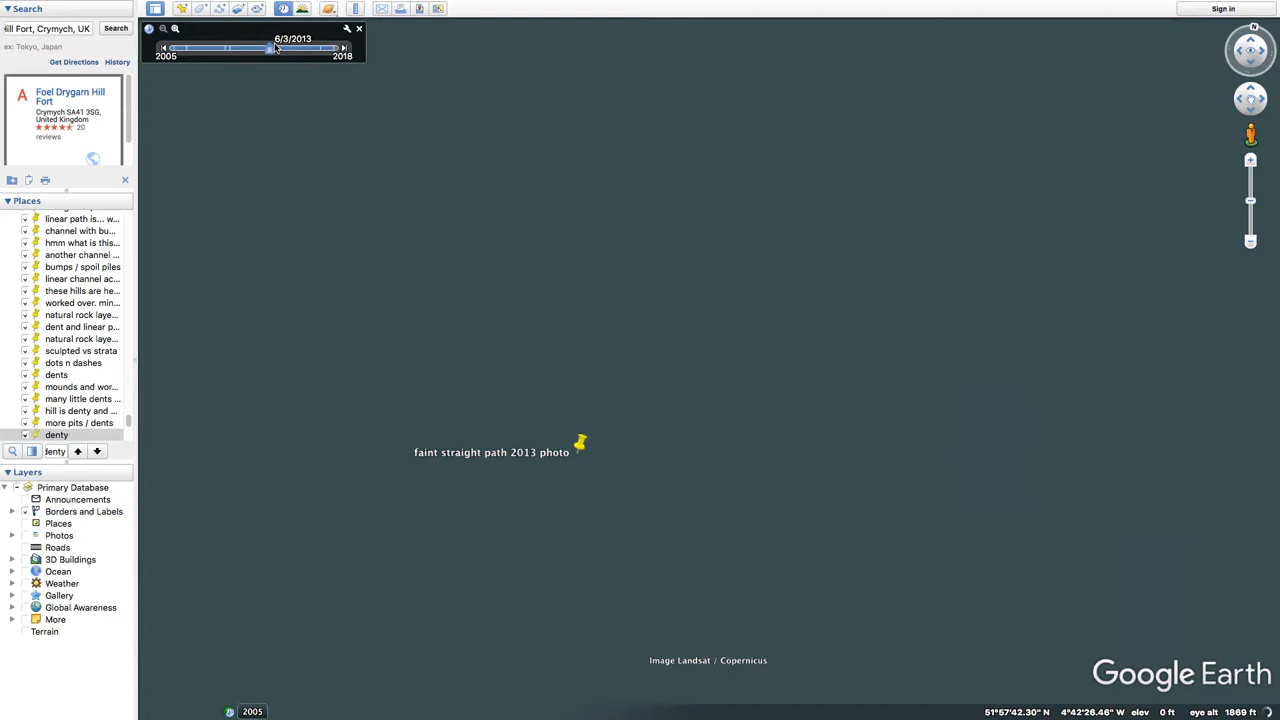 Search
Sign in
ill Fort, Crymych, UK
Search
ex: Tokyo, Japan
Get Directions
History
A
Foel Drygarn Hill
Fort
Crymych SA41 3SG,
United Kingdom
20
reviews
6/3/2013
2005
2018
N
Places
linear path is... w...
channel with bu...
hmm what is this...
another channel ...
bumps / spoil piles
linear channel ac...
these hills are he...
worked over. min...
natural rock laye...
dent and linear p...
natural rock laye...
sculpted vs strata
dots n dashes
dents
mounds and wor...
many little dents ...
hill is denty and ...
more pits / dents
denty
denty
Layers
Primary Database
Announcements
Borders and Labels
Places
Photos
Roads
3D Buildings
Ocean
Weather
Gallery
Global Awareness
More
Terrain
faint straight path 2013 photo
Image Landsat / Copernicus
Google Earth
2005
51°57'42.30" N 4°42'26.46" W elev 0 ft eye alt 1869 ft